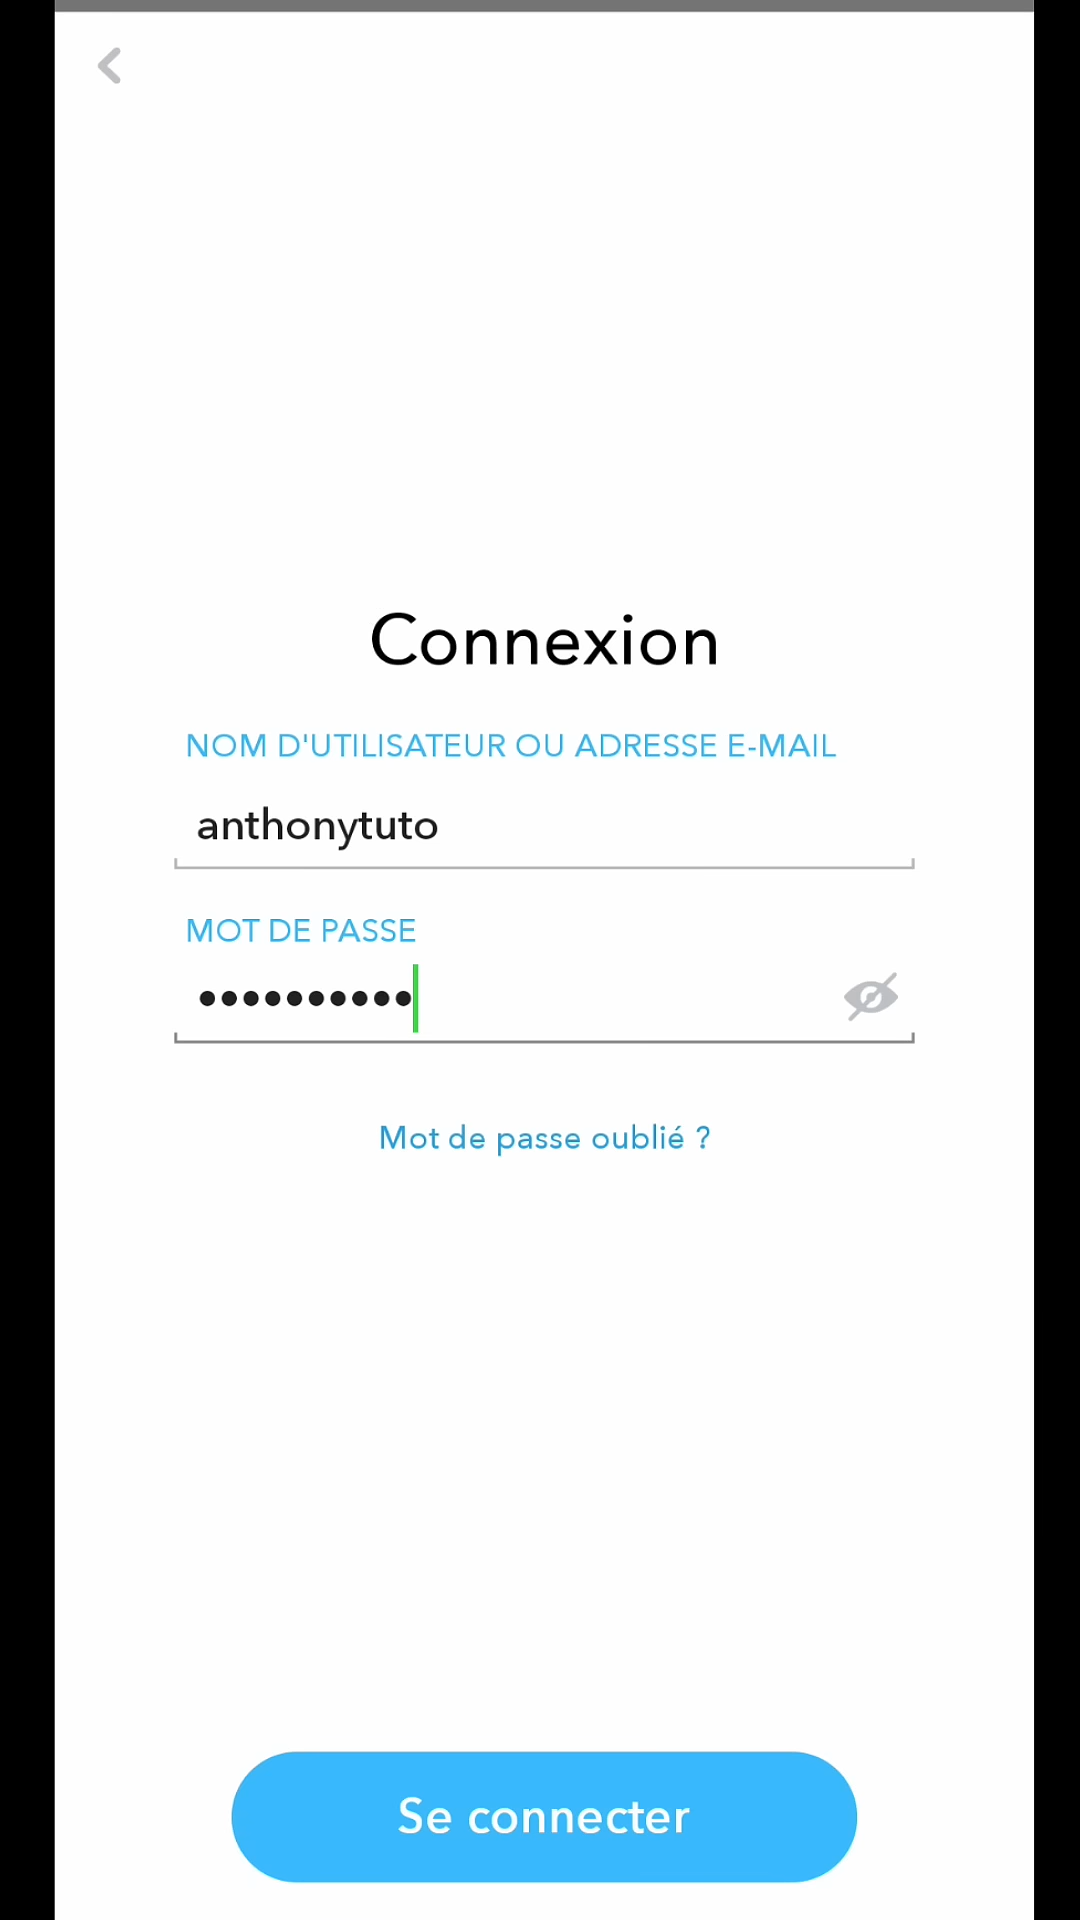 Connexion
NOM D'UTILISATEUR OU ADRESSE E-MAIL
anthonytuto
MOT DE PASSE
••••••••••
Mot de passe oublié ?
Se connecter